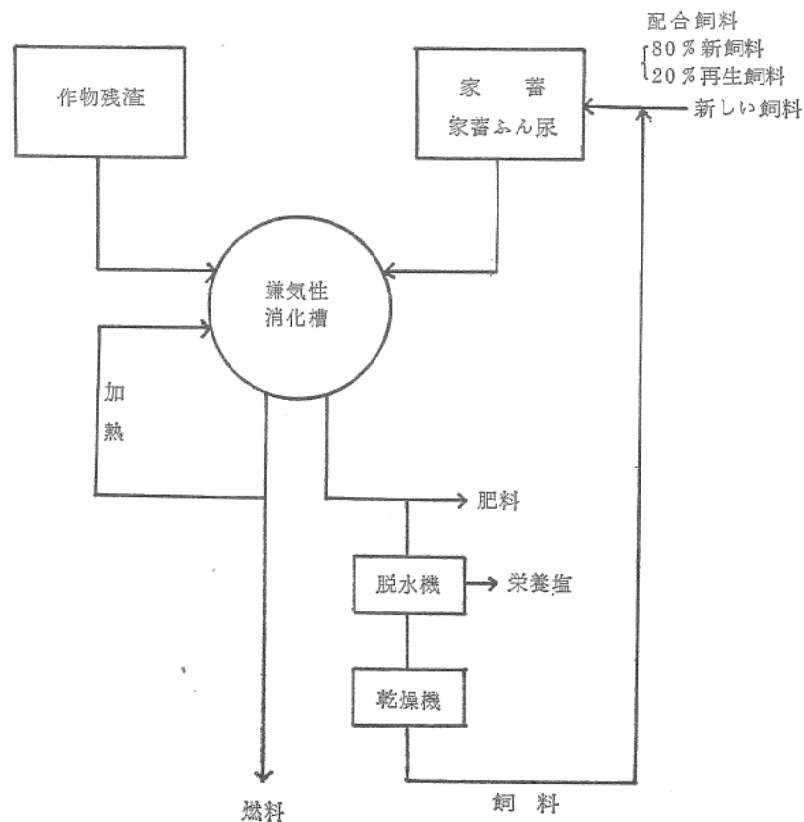 配合飼料
80%新飼料
20%再生飼料
新しい飼料
作物残渣
家 蓄
家蓄ふん尿
嫌気性
消化槽
加
熱
肥料
脱水機
栄養塩
乾燥機
燃料
飼 料